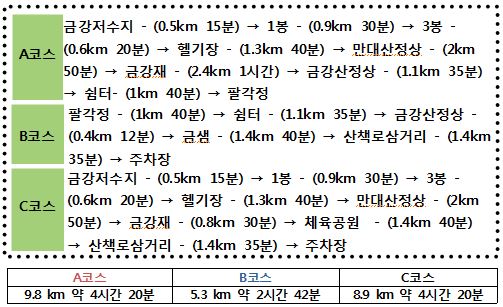 A코스
금강저수지 - (0.5km 15분) → 1봉 - (0.9km 30분) → 3봉 -
(0.6km 20분) → 헬기장 - (1.3km 40분) → 만대산정상 - (2km
50분) → 금강재 - (2.4km 1시간) → 금강산정상 - (1.1km 35분)
→ 쉼터- (1km 40분) → 팔각정
B코스
팔각정 - (1km 40분) → 쉼터 - (1.1km 35분) → 금강산정상 -
(0.4km 12분) → 금샘 - (1.4km 40분) → 산책로삼거리 - (1.4km
35분) → 주차장
C코스
금강저수지 - (0.5km 15분) → 1봉 - (0.9km 30분) → 3봉 -
(0.6km 20분) → 헬기장 - (1.3km 40분) → 만대산정상 - (2km
50분) → 금강재 - (0.8km 30분) → 체육공원 - (1.4km 40분)
→ 산책로삼거리 - (1.4km 35분) → 주차장
A코스 B코스 C코스
9.8 km 약 4시간 20분 5.3 km 약 2시간 42분 8.9 km 약 4시간 20분